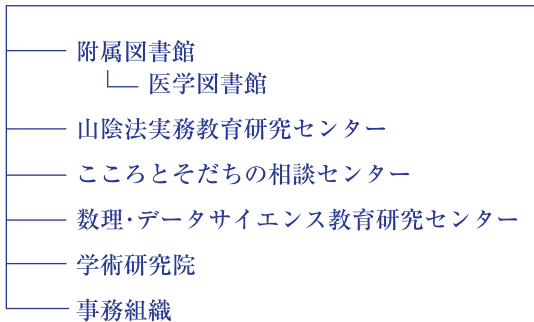 附属図書館
医学図書館
山陰法実務教育研究センター
こころとそだちの相談センター
数理・データサイエンス教育研究センター
学術研究院
事務組織